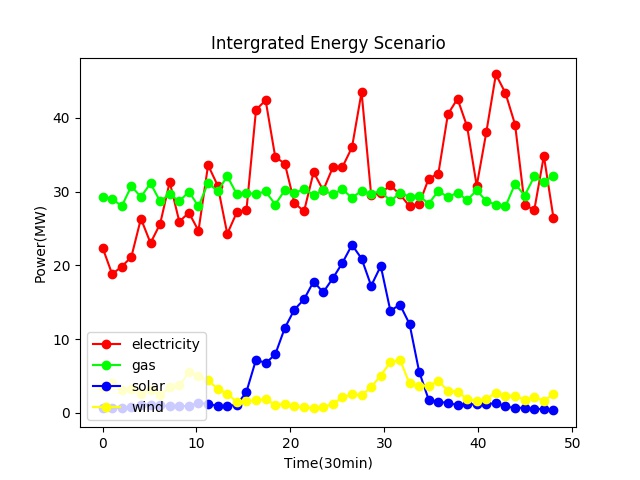 Intergrated Energy Scenario
Power(MW)
40
30
20
10
0
electricity
gas
solar
wind
0 10 20 30 40 50
Time(30min)